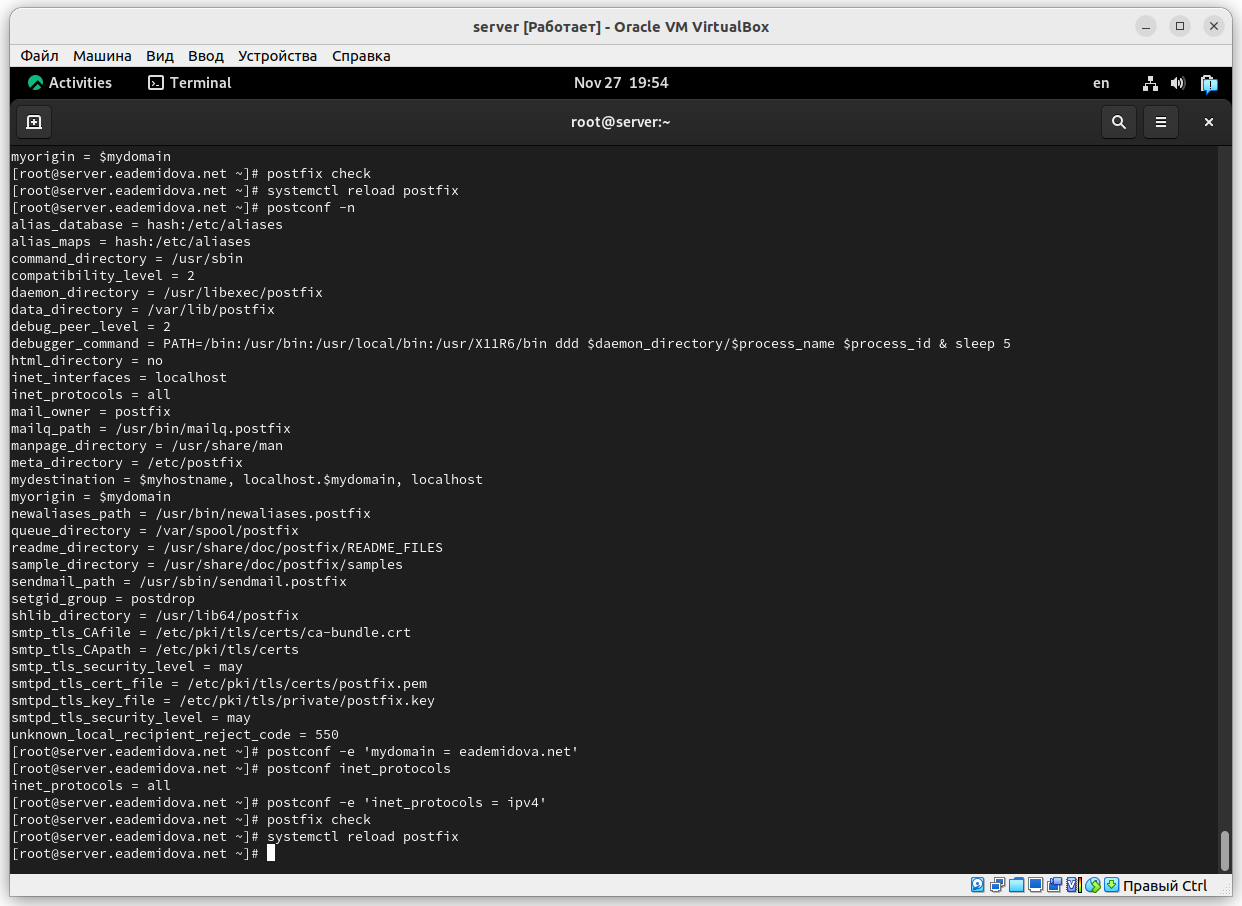 server [Работает] - Oracle VM VirtualBox
Файл Машина Вид Ввод Устройства Справка
Activities Terminal Nov 27 19:54 en
root@server:~
myorigin = $mydomain
[root@server.eademidova.net ~]# postfix check
[root@server.eademidova.net ~]# systemctl reload postfix
[root@server.eademidova.net ~]# postconf -n
alias_database = hash:/etc/aliases
alias_maps = hash:/etc/aliases
command_directory = /usr/sbin
compatibility_level = 2
daemon_directory = /usr/libexec/postfix
data_directory = /var/lib/postfix
debug_peer_level = 2
debugger_command = PATH=/bin:/usr/bin:/usr/local/bin:/usr/X11R6/bin ddd $daemon_directory/$process_name $process_id & sleep 5
html_directory = no
inet_interfaces = localhost
inet_protocols = all
mail_owner = postfix
mailq_path = /usr/bin/mailq.postfix
manpage_directory = /usr/share/man
meta_directory = /etc/postfix
mydestination = $myhostname, localhost.$mydomain, localhost
myorigin = $mydomain
newaliases_path = /usr/bin/newaliases.postfix
queue_directory = /var/spool/postfix
readme_directory = /usr/share/doc/postfix/README_FILES
sample_directory = /usr/share/doc/postfix/samples
sendmail_path = /usr/sbin/sendmail.postfix
setgid_group = postdrop
shlib_directory = /usr/lib64/postfix
smtp_tls_CAfile = /etc/pki/tls/certs/ca-bundle.crt
smtp_tls_CApath = /etc/pki/tls/certs
smtp_tls_security_level = may
smtpd_tls_cert_file = /etc/pki/tls/certs/postfix.pem
smtpd_tls_key_file = /etc/pki/tls/private/postfix.key
smtpd_tls_security_level = may
unknown_local_recipient_reject_code = 550
[root@server.eademidova.net ~]# postconf -e 'mydomain = eademidova.net'
[root@server.eademidova.net ~]# postconf inet_protocols
inet_protocols = all
[root@server.eademidova.net ~]# postconf -e 'inet_protocols = ipv4'
[root@server.eademidova.net ~]# postfix check
[root@server.eademidova.net ~]# systemctl reload postfix
[root@server.eademidova.net ~]#
Правый Ctrl